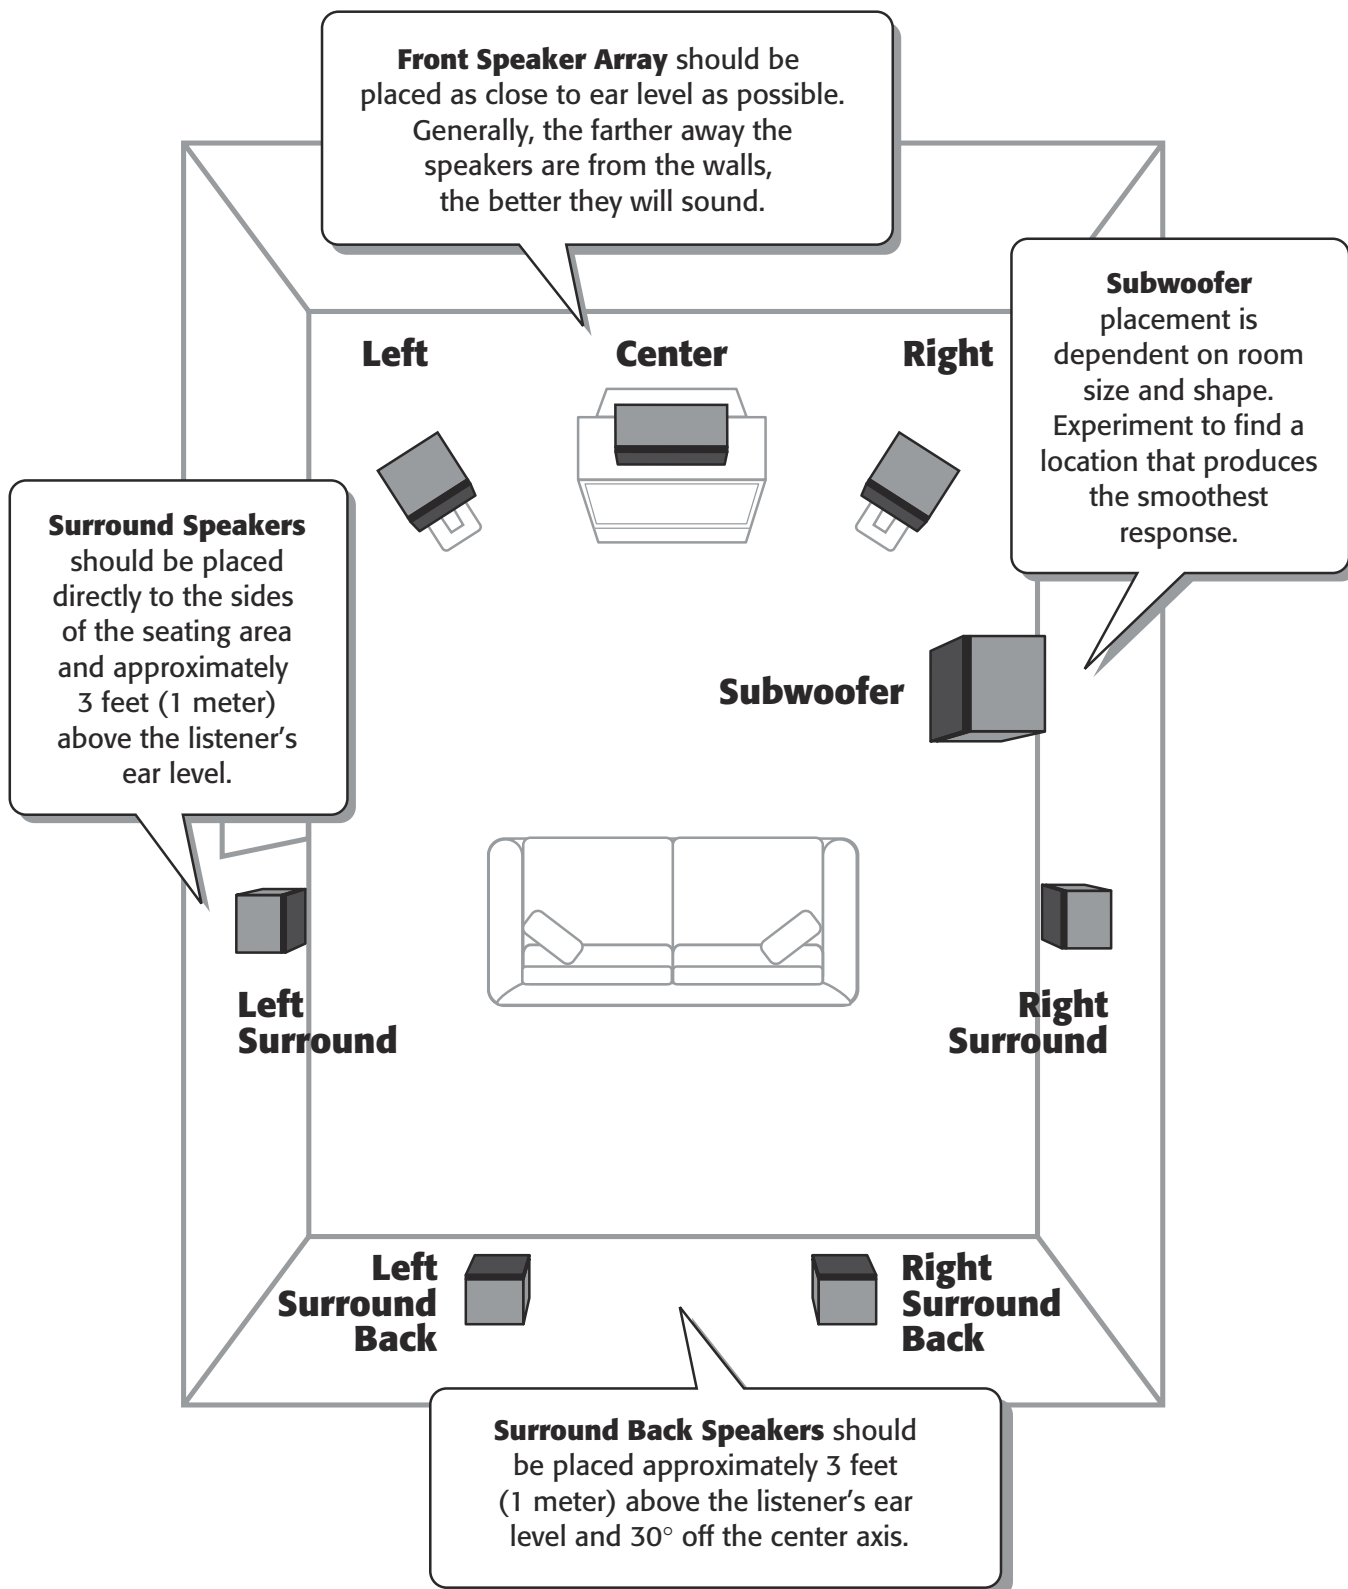 Front Speaker Array should be
placed as close to ear level as possible.
Generally, the farther away the
speakers are from the walls,
the better they will sound.
Left
Center
Right
Subwoofer
placement is
dependent on room
size and shape.
Experiment to find a
location that produces
the smoothest
response.
Surround Speakers
should be placed
directly to the sides
of the seating area
and approximately
3 feet (1 meter)
above the listener’s
ear level.
Subwoofer
Left
Surround
Right
Surround
Left
Surround
Back
Right
Surround
Back
Surround Back Speakers should
be placed approximately 3 feet
(1 meter) above the listener’s ear
level and 30° off the center axis.